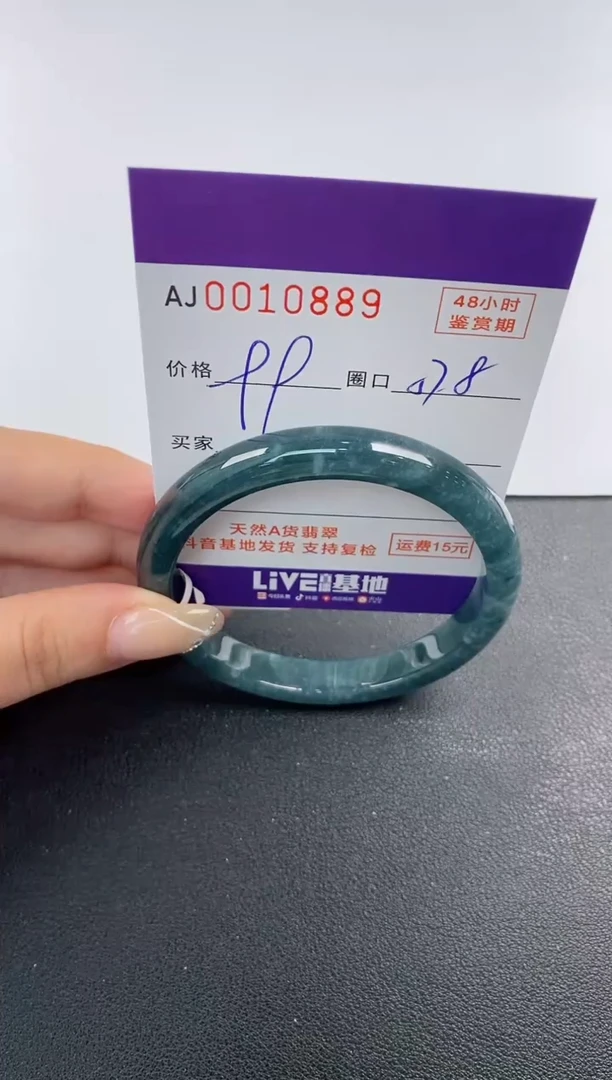 AJ0010889
48小时
鉴赏期
价格 99 圈口 578
买家
天然A货翡翠
抖音基地发货 支持复检
运费15元
LiVE 基地